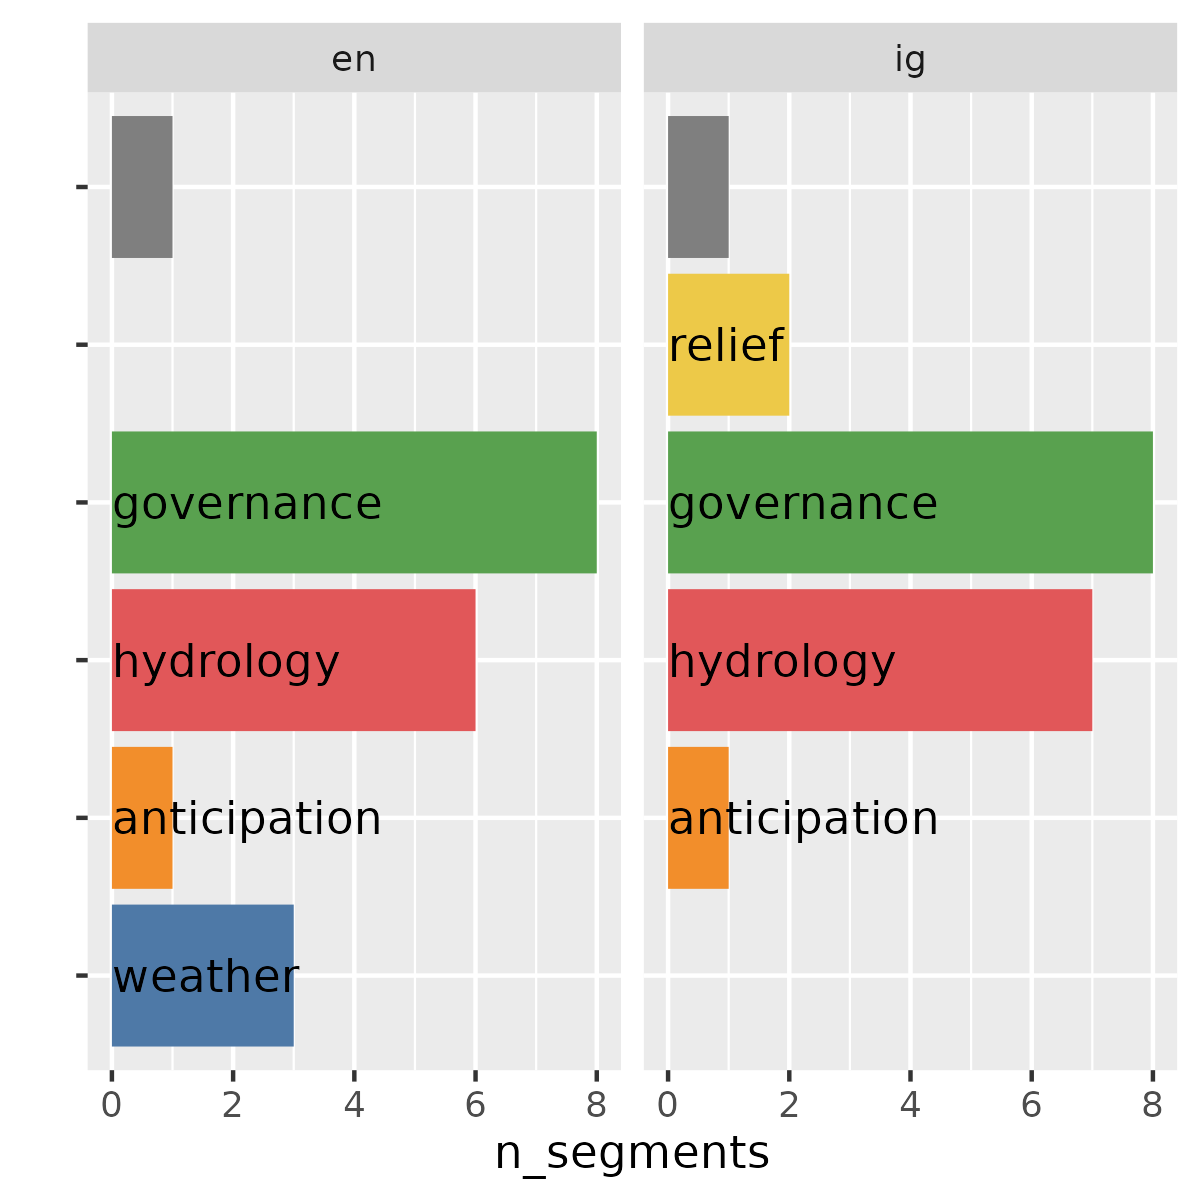 en
ig
relief
governance
governance
hydrology
hydrology
anticipation
anticipation
weather
0 2 4 6 8
0 2 4 6 8
n_segments